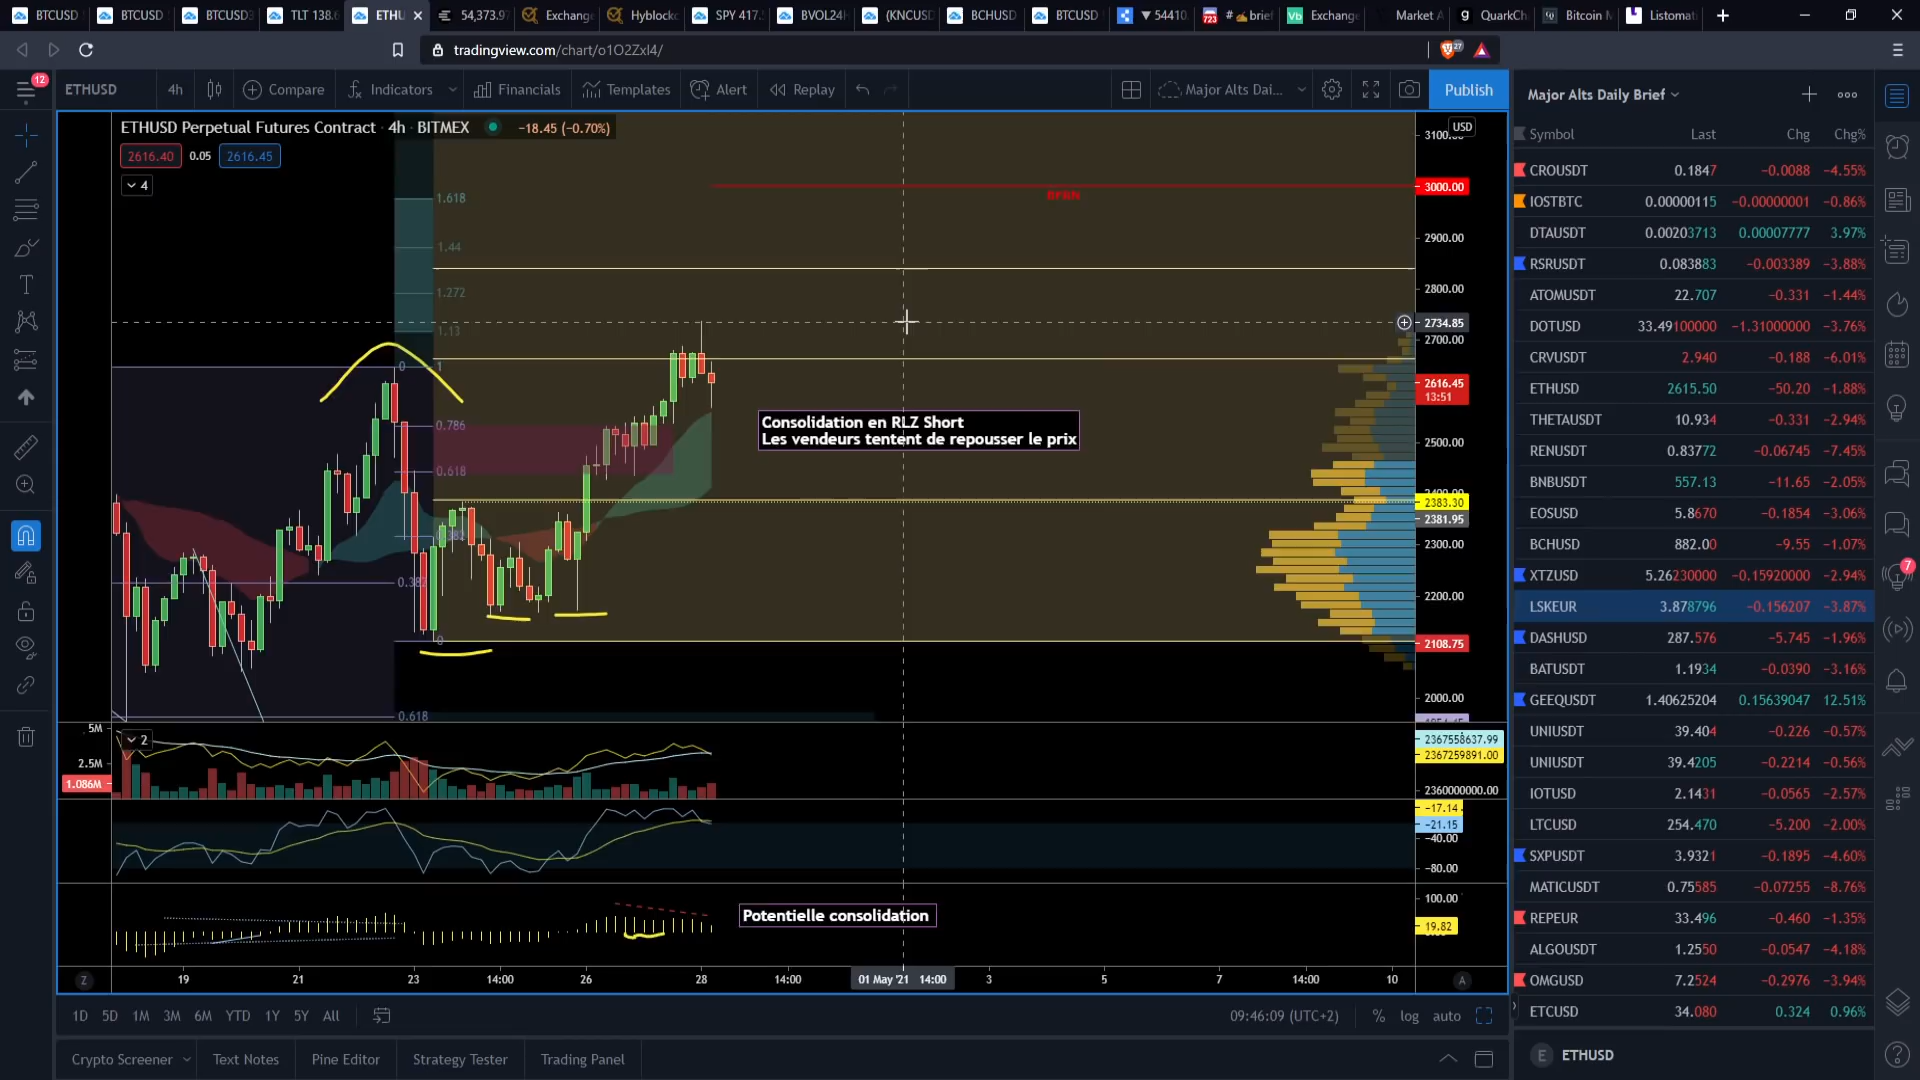 BTCUSD
BTCUSD
BTCUSD
TLT 138.
ETHU
54,373.9
Exchang
Hyblock
SPY 417.
BVOL24H
(KNCUSD
BCHUSD
BTCUSD
▼ 54410.
brief
Exchange
Market A
QuarkCh
Bitcoin M
Listomat
tradingview.com/chart/o1O2Zxl4/
27
12
ETHUSD
4h
Compare
Indicators
Financials
Templates
Alert
Replay
Major Alts Dai...
Publish
ETHUSD Perpetual Futures Contract · 4h · BITMEX
−18.45 (−0.70%)
2616.40
0.05
2616.45
4
USD
1.618
1.44
1.272
1.13
0
1
0.786
0.618
0.382
0.382
0
0.618
BFRN
Consolidation en RLZ Short
Les vendeurs tentent de repousser le prix
3000.00
2900.00
2800.00
2734.85
2700.00
2616.45
13:51
2500.00
2400.00
2383.30
2381.95
2300.00
2200.00
2108.75
2000.00
2
5M
2.5M
1.086M
2367558637.99
2367259891.00
2360000000.00
−17.14
−21.15
−40.00
−80.00
Potentielle consolidation
100.00
19.82
Z
19
21
23
14:00
26
28
14:00
01 May '21 14:00
3
5
7
14:00
10
A
1D
5D
1M
3M
6M
YTD
1Y
5Y
All
09:46:09 (UTC+2)
%
log
auto
Crypto Screener
Text Notes
Pine Editor
Strategy Tester
Trading Panel
Major Alts Daily Brief
Symbol Last Chg Chg%
CROUSDT 0.1847 −0.0088 −4.55%
IOSTBTC 0.00000115 −0.00000001 −0.86%
DTAUSDT 0.00203713 0.00007777 3.97%
RSRUSDT 0.083883 −0.003389 −3.88%
ATOMUSDT 22.707 −0.331 −1.44%
DOTUSD 33.49100000 −1.31000000 −3.76%
CRVUSDT 2.940 −0.188 −6.01%
ETHUSD 2615.50 −50.20 −1.88%
THETAUSDT 10.934 −0.331 −2.94%
RENUSDT 0.83772 −0.06745 −7.45%
BNBUSDT 557.13 −11.65 −2.05%
EOSUSD 5.8670 −0.1854 −3.06%
BCHUSD 882.00 −9.55 −1.07%
XTZUSD 5.26230000 −0.15920000 −2.94%
LSKEUR 3.878796 −0.156207 −3.87%
DASHUSD 287.576 −5.745 −1.96%
BATUSDT 1.1934 −0.0390 −3.16%
GEEQUSDT 1.40625204 0.15639047 12.51%
UNIUSD 39.404 −0.226 −0.57%
UNIUSDT 39.4205 −0.2214 −0.56%
IOTUSD 2.1431 −0.0565 −2.57%
LTCUSD 254.470 −5.200 −2.00%
SXPUSDT 3.9321 −0.1895 −4.60%
MATICUSDT 0.75585 −0.07255 −8.76%
REPEUR 33.496 −0.460 −1.35%
ALGOUSDT 1.2550 −0.0547 −4.18%
OMGUSD 7.2524 −0.2976 −3.94%
ETCUSD 34.080 0.324 0.96%
E ETHUSD
7